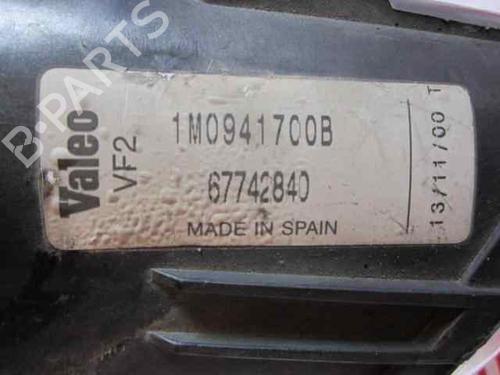 B-PARTS
Valeo
VF2
1M0941700B
67742840
MADE IN SPAIN
13/11/00 T